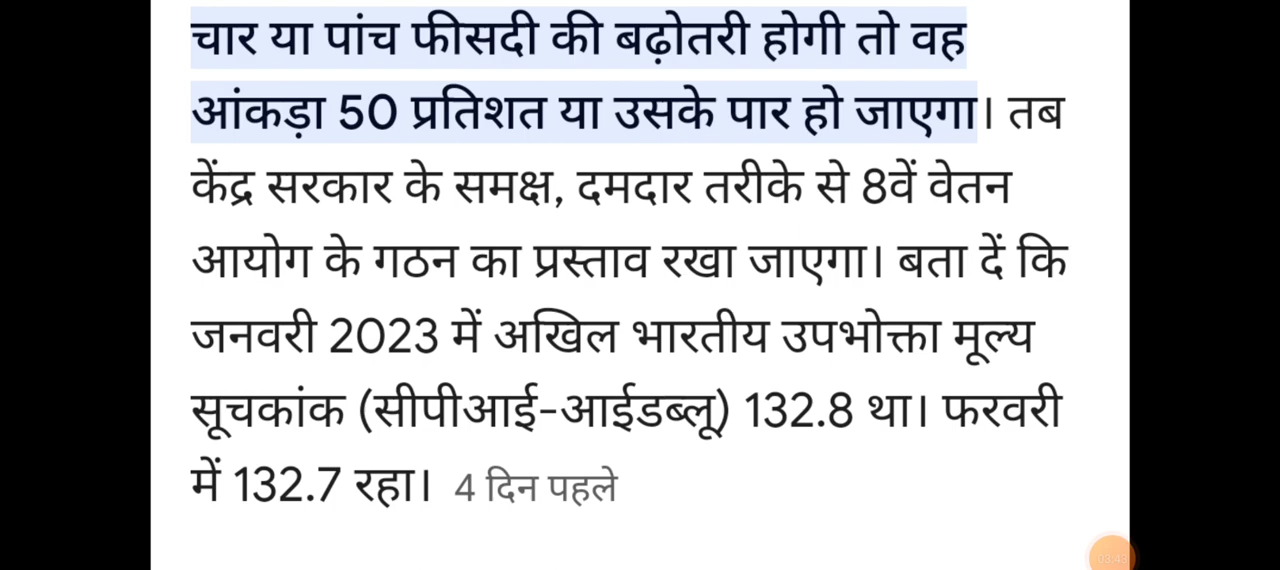 चार या पांच फीसदी की बढ़ोतरी होगी तो वह
आंकड़ा 50 प्रतिशत या उसके पार हो जाएगा। तब
केंद्र सरकार के समक्ष, दमदार तरीके से 8वें वेतन
आयोग के गठन का प्रस्ताव रखा जाएगा। बता दें कि
जनवरी 2023 में अखिल भारतीय उपभोक्ता मूल्य
सूचकांक (सीपीआई-आईडब्लू) 132.8 था। फरवरी
में 132.7 रहा। 4 दिन पहले
03:43